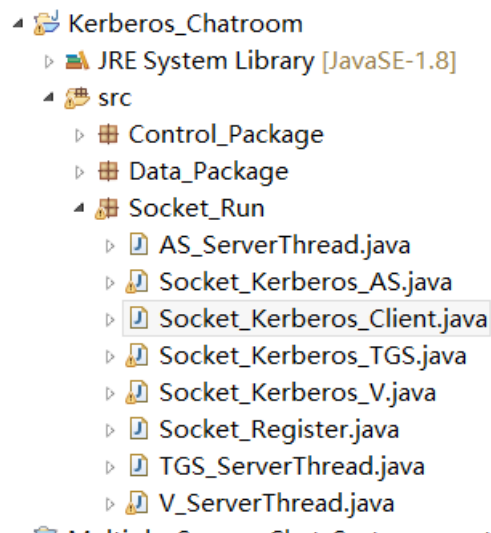 Kerberos_Chatroom
JRE System Library [JavaSE-1.8]
src
Control_Package
Data_Package
Socket_Run
AS_ServerThread.java
Socket_Kerberos_AS.java
Socket_Kerberos_Client.java
Socket_Kerberos_TGS.java
Socket_Kerberos_V.java
Socket_Register.java
TGS_ServerThread.java
V_ServerThread.java